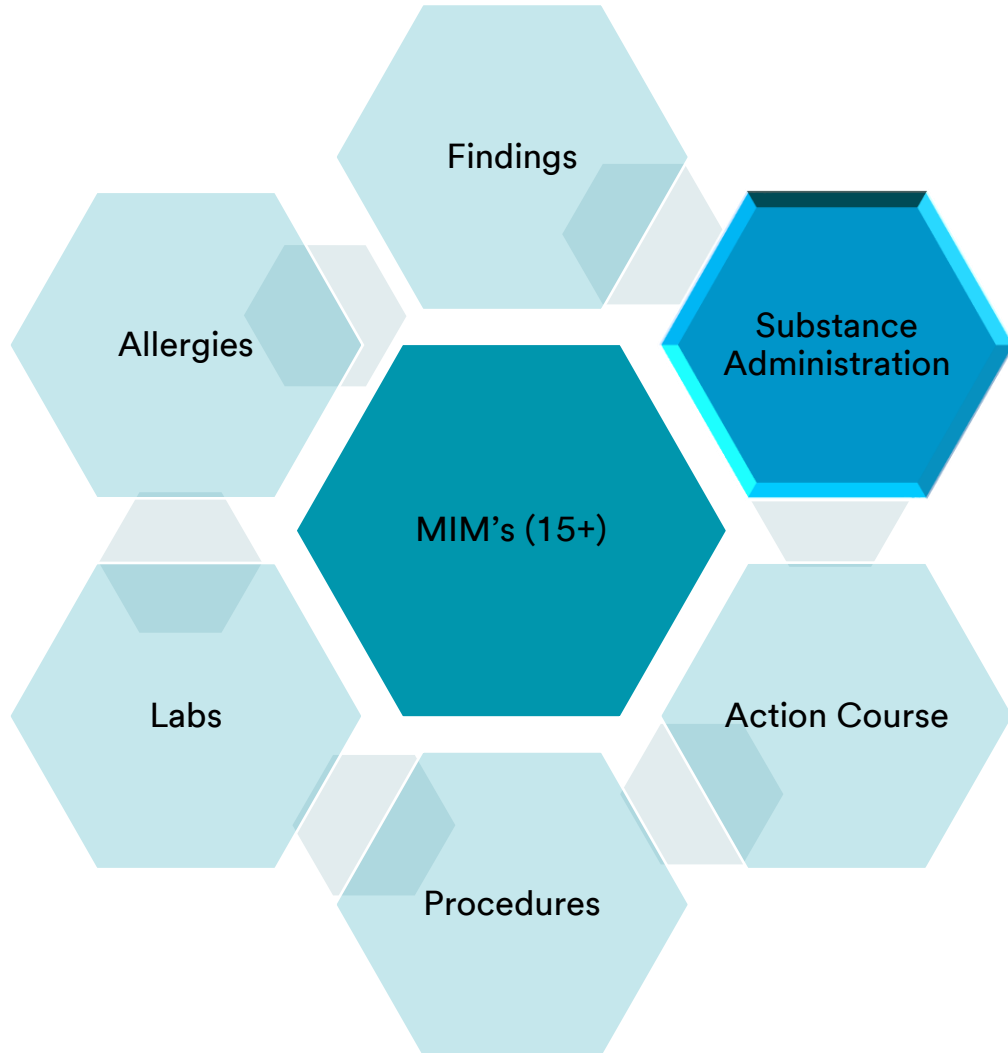 Findings
Allergies
Substance
Administration
MIM’s (15+)
Labs
Action Course
Procedures